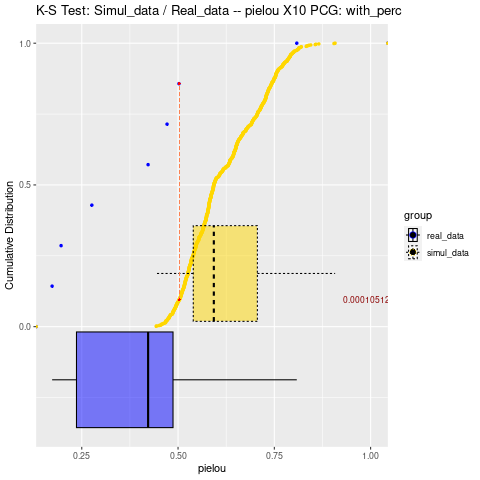 K-S Test: Simul_data / Real_data -- pielou X10 PCG: with_perc
1.0
0.5
0.0
Cumulative Distribution
0.00010512
0.25
0.50
0.75
1.00
pielou
group
real_data
simul_data